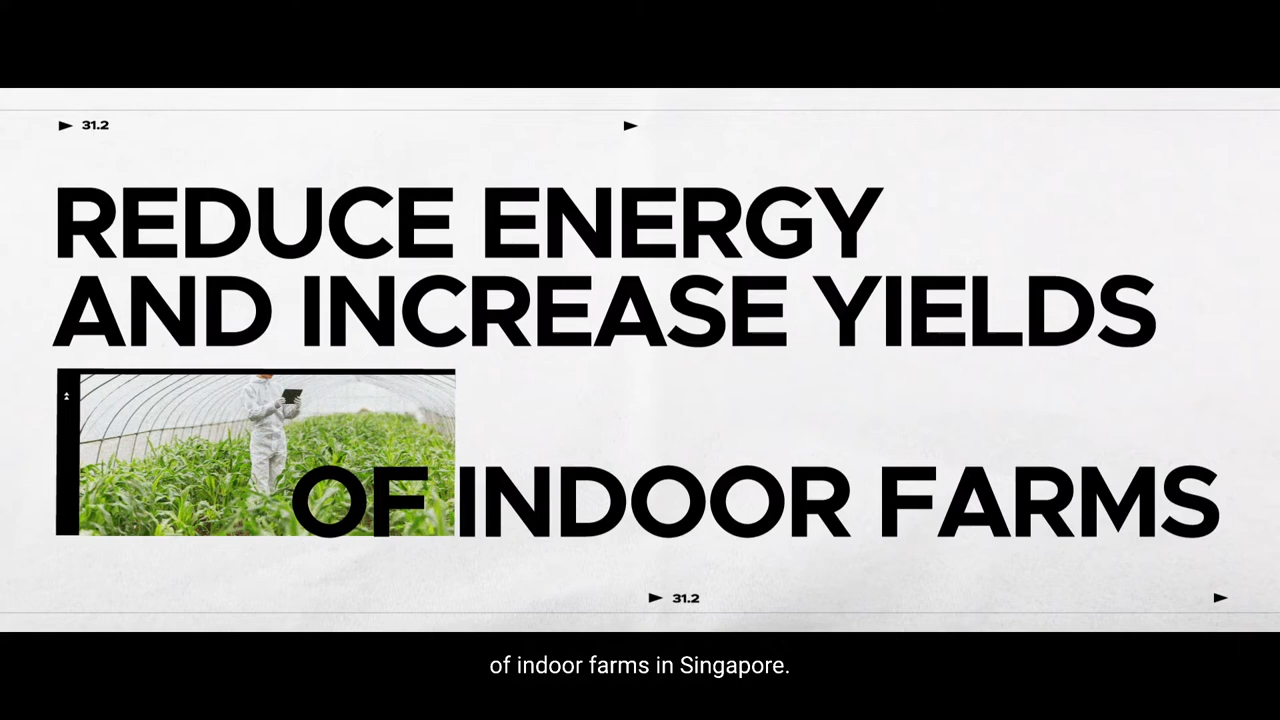 31.2
REDUCE ENERGY
AND INCREASE YIELDS
OF INDOOR FARMS
31.2
of indoor farms in Singapore.